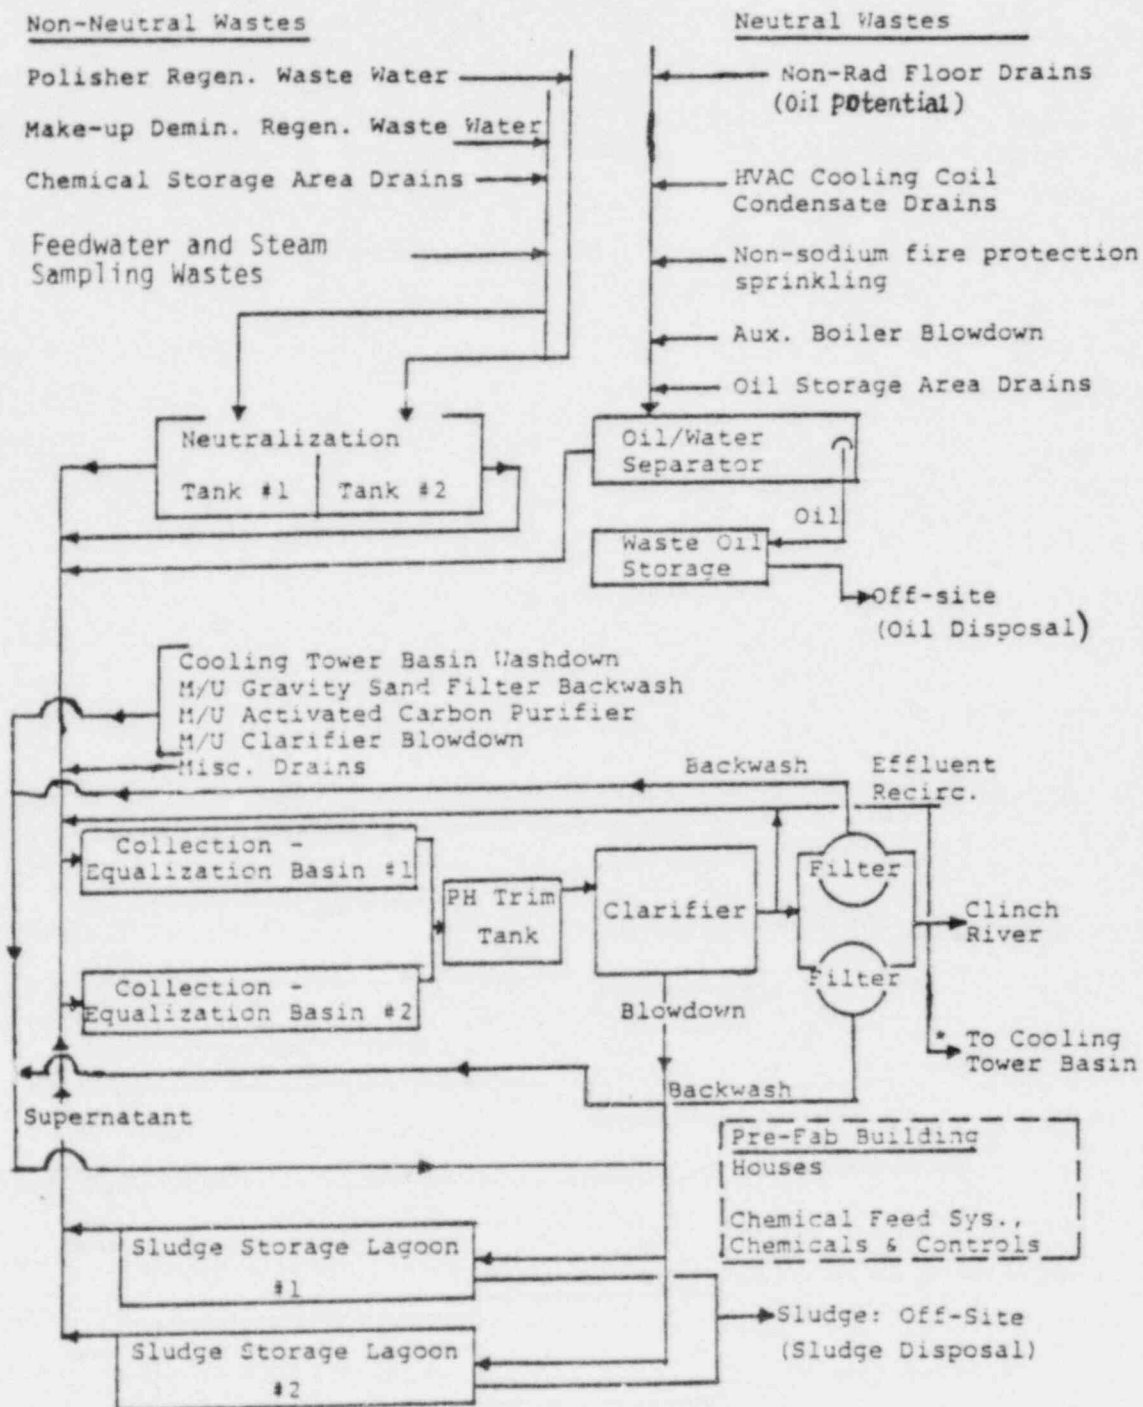 Non-Neutral Wastes
Neutral Wastes
Polisher Regen. Waste Water
Non-Rad Floor Drains
(Oil Potential)
Make-up Demin. Regen. Waste Water
Chemical Storage Area Drains
HVAC Cooling Coil
Condensate Drains
Feedwater and Steam
Sampling Wastes
Non-sodium fire protection
sprinkling
Aux. Boiler Blowdown
Oil Storage Area Drains
Neutralization
Tank #1
Tank #2
Oil/Water
Separator
Oil
Waste Oil
Storage
Off-site
(Oil Disposal)
Cooling Tower Basin Washdown
M/U Gravity Sand Filter Backwash
M/U Activated Carbon Purifier
M/U Clarifier Blowdown
Misc. Drains
Backwash
Effluent
Recirc.
Collection -
Equalization Basin #1
PH Trim
Tank
Clarifier
Filter
Clinch
River
Collection -
Equalization Basin #2
Blowdown
Filter
* To Cooling
Tower Basin
Backwash
Supernatant
Pre-Fab Building
Houses
Chemical Feed Sys.,
Chemicals & Controls
Sludge Storage Lagoon
#1
Sludge: Off-Site
(Sludge Disposal)
Sludge Storage Lagoon
#2